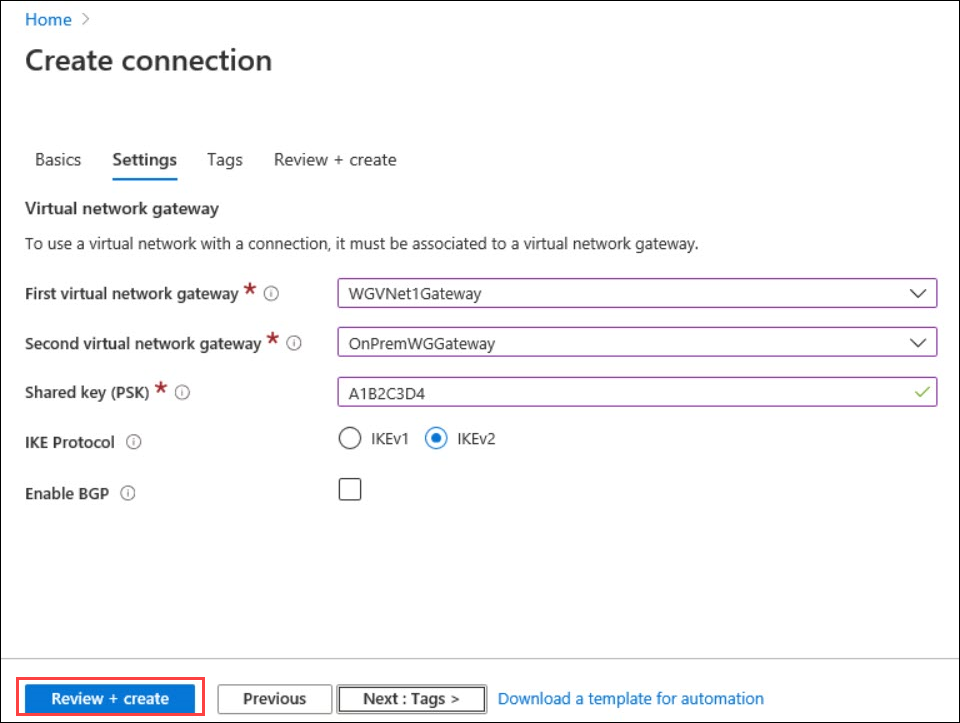 Home >
Create connection
Basics Settings Tags Review + create
Virtual network gateway
To use a virtual network with a connection, it must be associated to a virtual network gateway.
First virtual network gateway * WGVNet1Gateway
Second virtual network gateway * OnPremWGGateway
Shared key (PSK) * A1B2C3D4
IKE Protocol IKEv1 IKEv2
Enable BGP
Review + create Previous Next : Tags > Download a template for automation